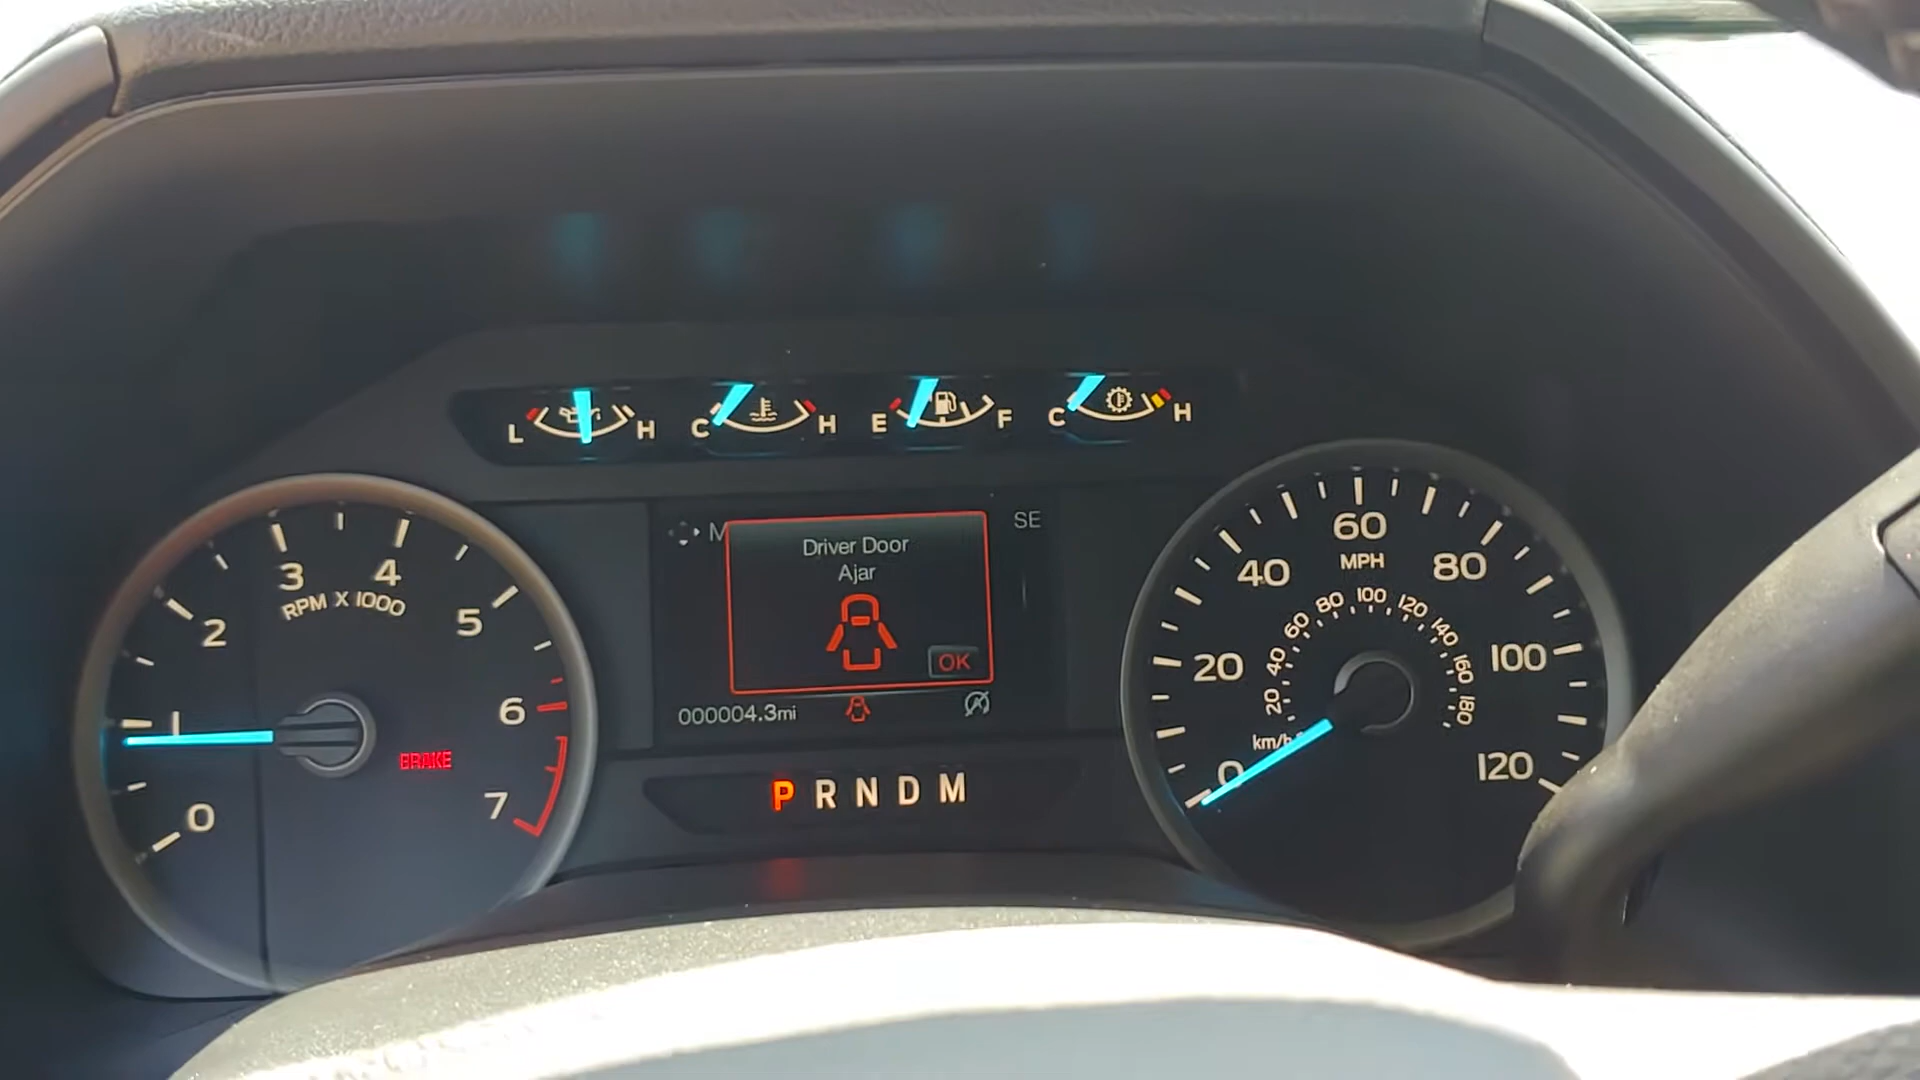 L H C H E F C H
M
SE
Driver Door
Ajar
OK
000004.3mi
P R N D M
0 1 2 3 4 5 6 7
RPM X 1000
BRAKE
0 20 40 60 80 100 120
MPH
20 40 60 80 100 120 140 160 180
km/h